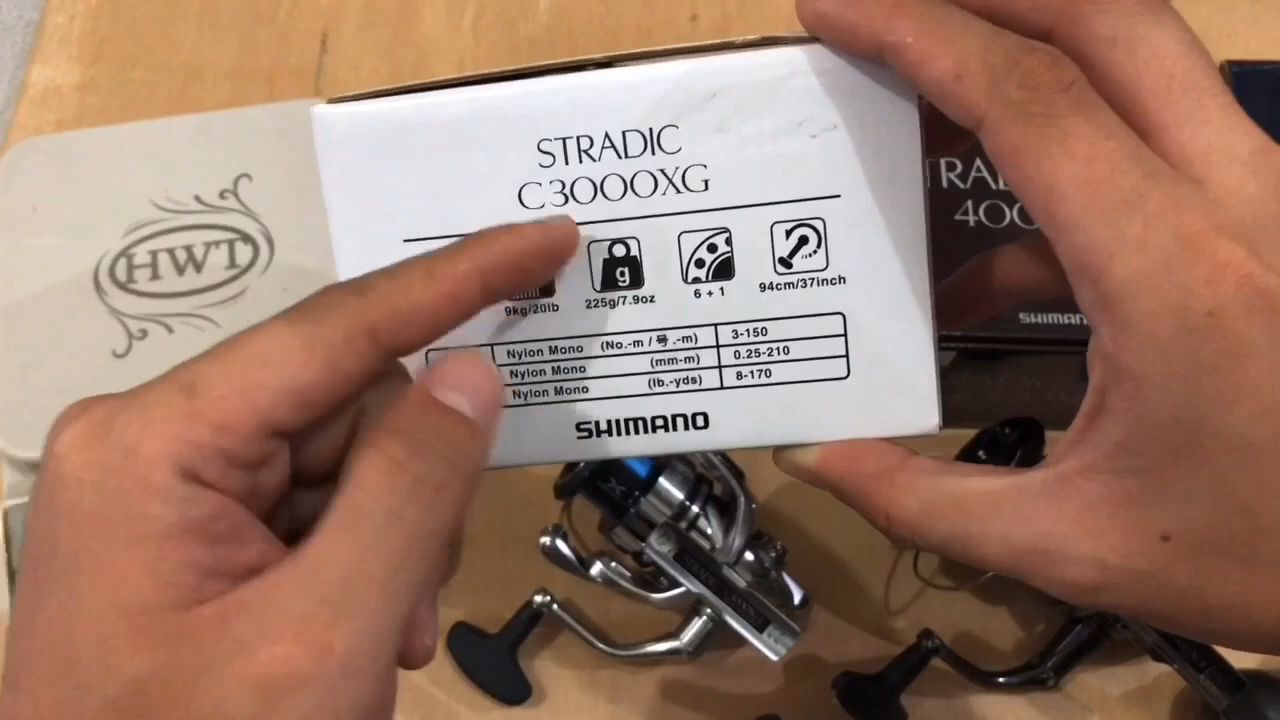 STRADIC
C3000XG
HWT
g
9kg/20lb
225g/7.9oz
6 + 1
94cm/37inch
Nylon Mono (No.-m / 号.-m) 3-150
Nylon Mono (mm-m) 0.25-210
Nylon Mono (lb.-yds) 8-170
SHIMANO